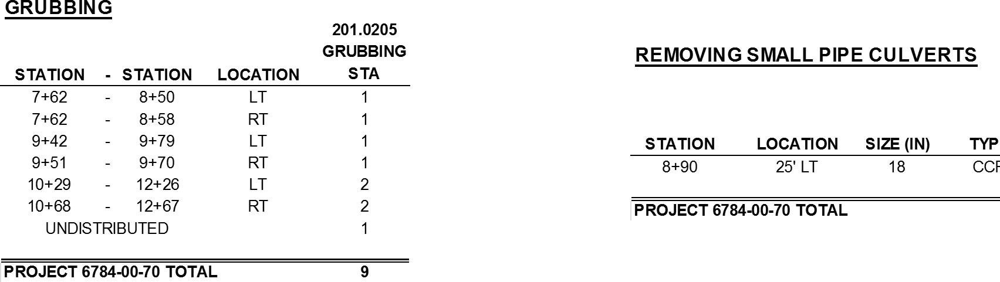 GRUBBING
201.0205
GRUBBING
STATION - STATION LOCATION STA
7+62 - 8+50 LT 1
7+62 - 8+58 RT 1
9+42 - 9+79 LT 1
9+51 - 9+70 RT 1
10+29 - 12+26 LT 2
10+68 - 12+67 RT 2
UNDISTRIBUTED 1
PROJECT 6784-00-70 TOTAL 9
REMOVING SMALL PIPE CULVERTS
STATION LOCATION SIZE (IN) TYP
8+90 25' LT 18
PROJECT 6784-00-70 TOTAL